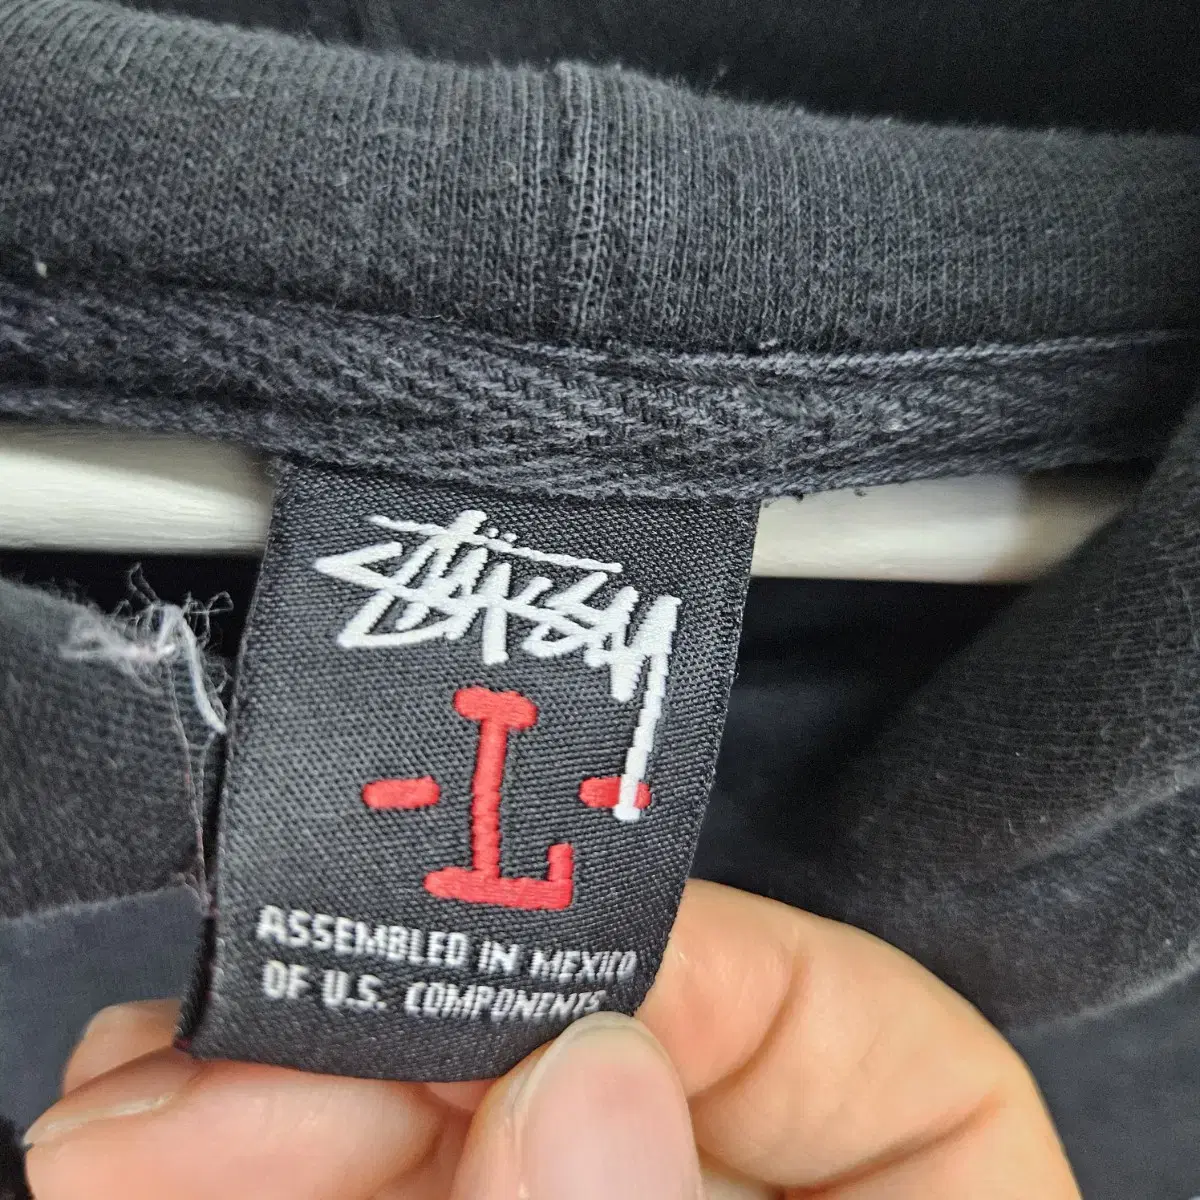 STÜSSY
-L-
ASSEMBLED IN MEXICO
OF U.S. COMPONENTS